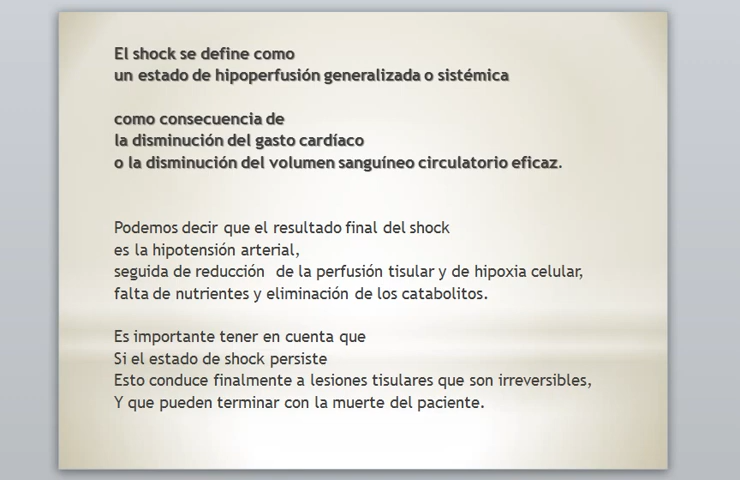 El shock se define como
un estado de hipoperfusión generalizada o sistémica
como consecuencia de
la disminución del gasto cardíaco
o la disminución del volumen sanguíneo circulatorio eficaz.
Podemos decir que el resultado final del shock
es la hipotensión arterial,
seguida de reducción de la perfusión tisular y de hipoxia celular,
falta de nutrientes y eliminación de los catabolitos.
Es importante tener en cuenta que
Si el estado de shock persiste
Esto conduce finalmente a lesiones tisulares que son irreversibles,
Y que pueden terminar con la muerte del paciente.